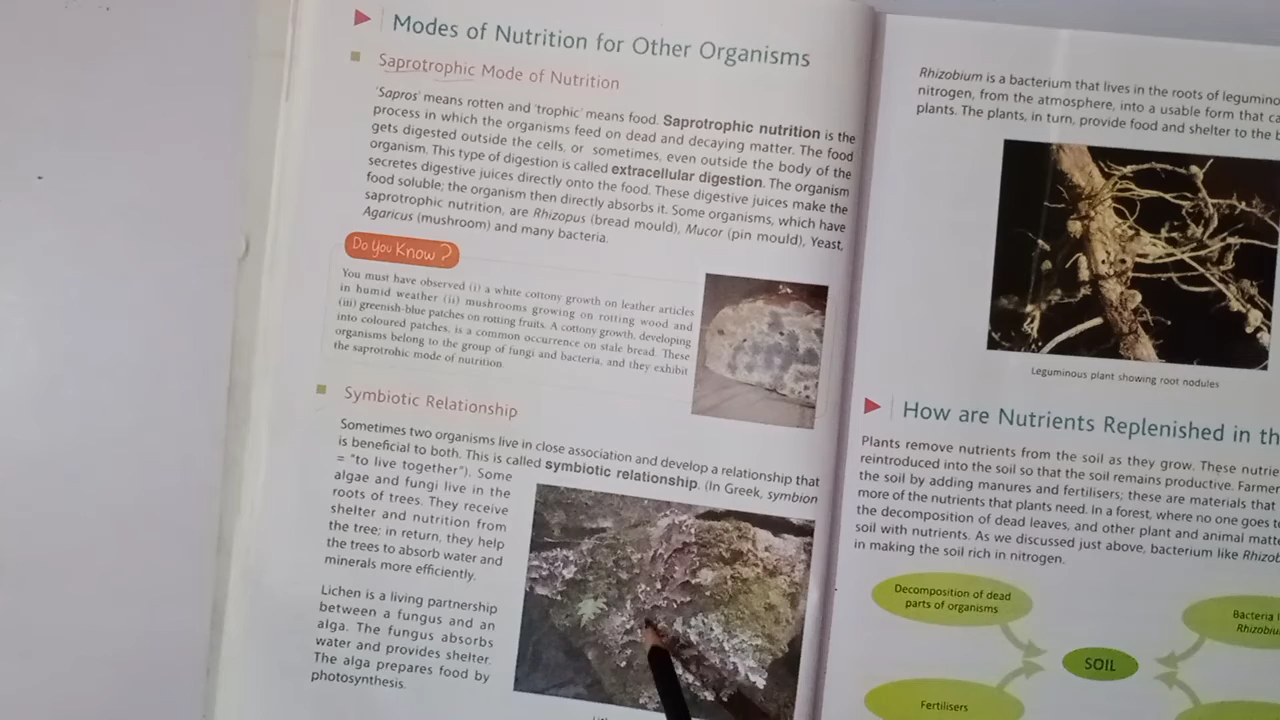 Modes of Nutrition for Other Organisms
Saprotrophic Mode of Nutrition
'Sapros' means rotten and 'trophic' means food. Saprotrophic nutrition is the
process in which the organisms feed on dead and decaying matter. The food
gets digested outside the cells, or sometimes, even outside the body of the
organism. This type of digestion is called extracellular digestion. The organism
secretes digestive juices directly onto the food. These digestive juices make the
food soluble; the organism then directly absorbs it. Some organisms, which have
saprotrophic nutrition, are Rhizopus (bread mould), Mucor (pin mould), Yeast,
Agaricus (mushroom) and many bacteria.
Do You Know?
You must have observed (i) a white cottony growth on leather articles
in humid weather (ii) mushrooms growing on rotting wood and
(iii) greenish-blue patches on rotting fruits. A cottony growth, developing
into coloured patches, is a common occurrence on stale bread. These
organisms belong to the group of fungi and bacteria, and they exhibit
the saprotrohic mode of nutrition.
Symbiotic Relationship
Sometimes two organisms live in close association and develop a relationship that
is beneficial to both. This is called symbiotic relationship. (In Greek, symbion
= "to live together"). Some
algae and fungi live in the
roots of trees. They receive
shelter and nutrition from
the tree; in return, they help
the trees to absorb water and
minerals more efficiently.
Lichen is a living partnership
between a fungus and an
alga. The fungus absorbs
water and provides shelter.
The alga prepares food by
photosynthesis.
Rhizobium is a bacterium that lives in the roots of
nitrogen, from the atmosphere, into a usable form that
plants. The plants, in turn, provide food and shelter to the
Leguminous plant showing root nodules
How are Nutrients Replenished in
Plants remove nutrients from the soil as they grow. These
reintroduced into the soil so that the soil remains productive.
the soil by adding manures and fertilisers; these are materials that
more of the nutrients that plants need. In a forest, where no one goes
the decomposition of dead leaves, and other plant and animal
soil with nutrients. As we discussed just above, bacterium like
in making the soil rich in nitrogen.
Decomposition of dead
parts of organisms
Bacteria
SOIL
Fertilisers